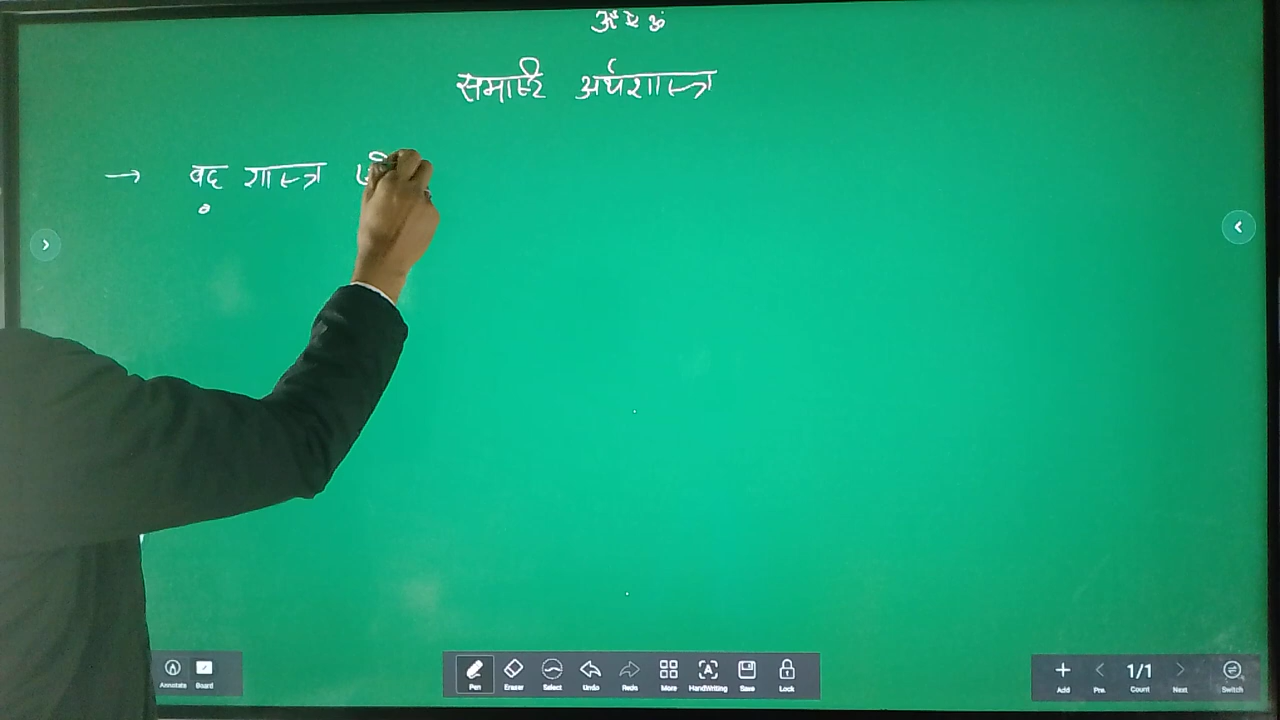 समष्टि अर्थशास्त्र
→ वह शास्त्र
Annotate Board Pen Eraser Select Undo Redo More HandWriting Save Lock Add Pre 1/1 Count Next Switch